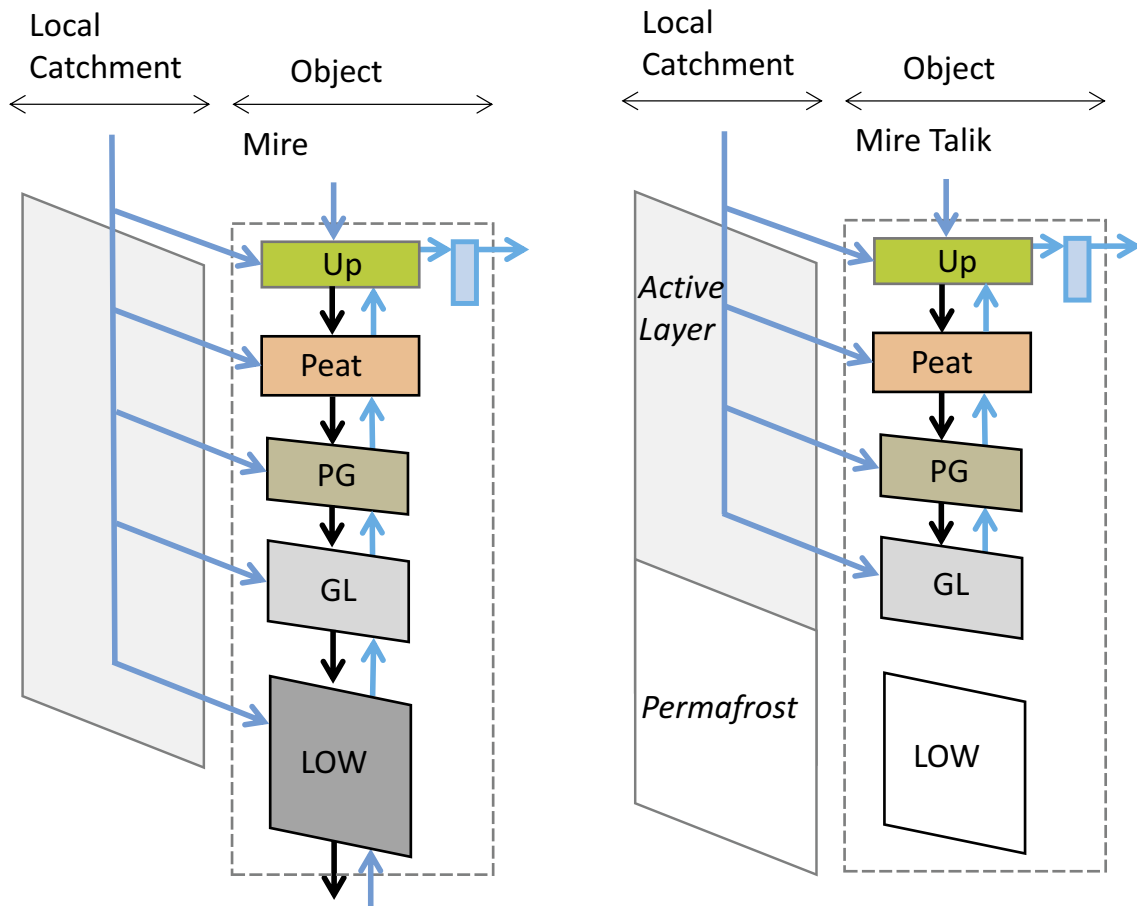 Local
Catchment
Object
Mire
Up
Peat
PG
GL
LOW
Local
Catchment
Object
Mire Talik
Active
Layer
Permafrost
Up
Peat
PG
GL
LOW